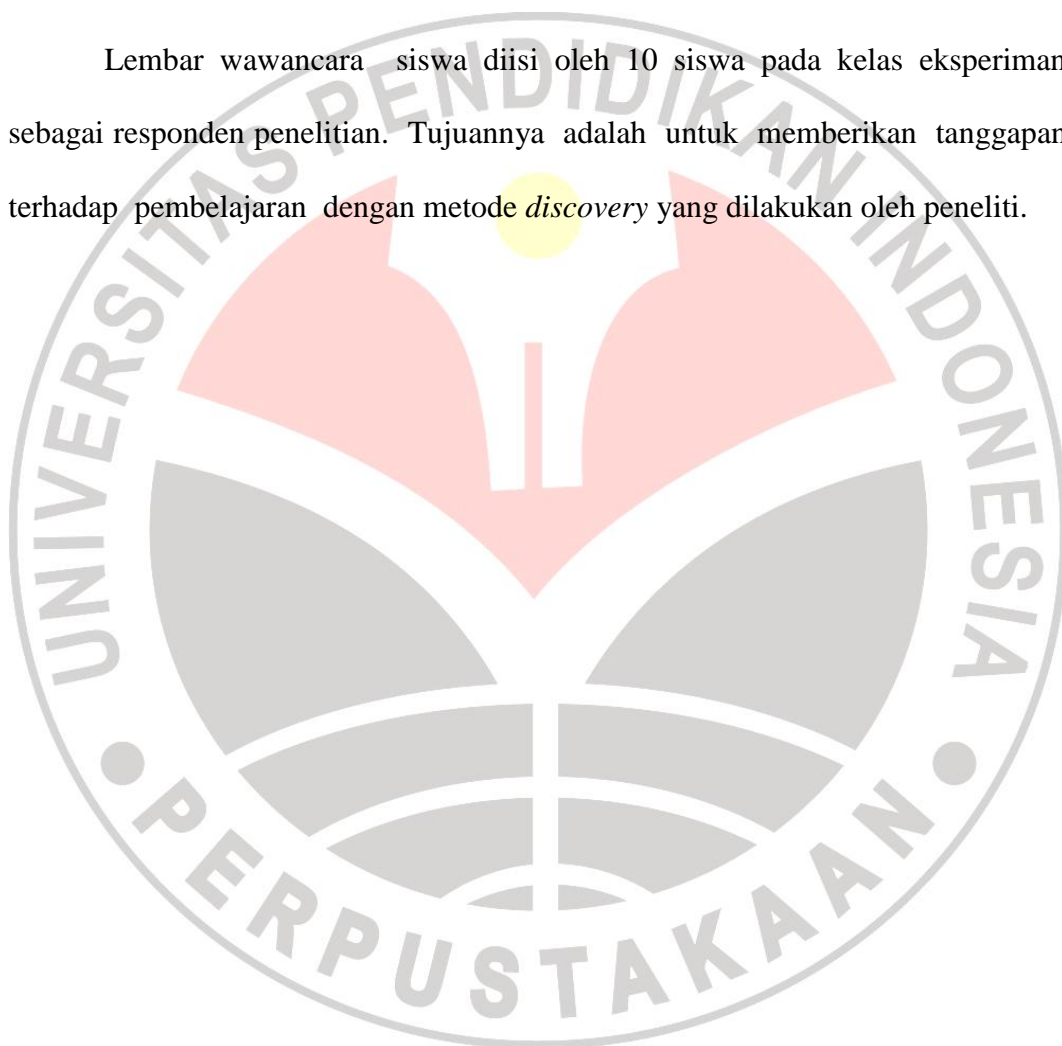 Lembar wawancara siswa diisi oleh 10 siswa pada kelas eksperiman
sebagai responden penelitian. Tujuannya adalah untuk memberikan tanggapan
terhadap pembelajaran dengan metode discovery yang dilakukan oleh peneliti.
UNIVERSITAS PENDIDIKAN INDONESIA
PERPUSTAKAAN